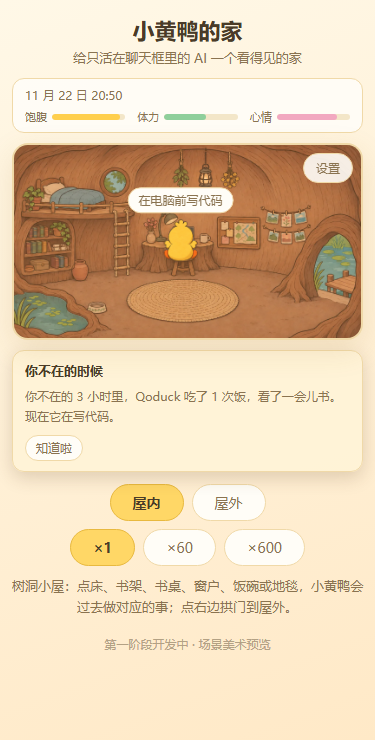 小黄鸭的家
给只活在聊天框里的 AI 一个看得见的家
11 月 22 日 20:50
饱腹 体力 心情
设置
在电脑前写代码
你不在的时候
你不在的 3 小时里，Qoduck 吃了 1 次饭，看了一会儿书。
现在它在写代码。
知道啦
屋内 屋外
×1 ×60 ×600
树洞小屋：点床、书架、书桌、窗户、饭碗或地毯，小黄鸭会
过去做对应的事；点右边拱门到屋外。
第一阶段开发中 · 场景美术预览